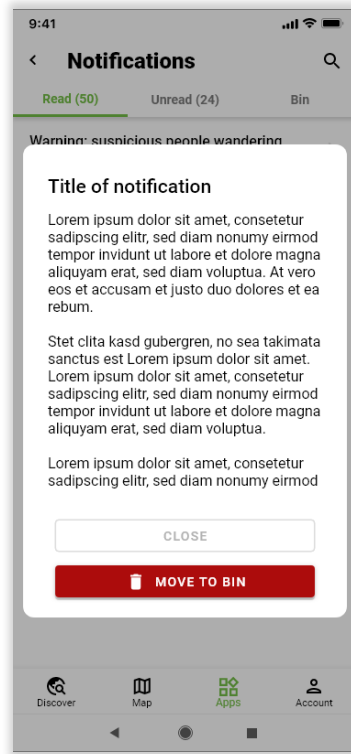 9:41
Notifications
Read (50)
Unread (24)
Bin
Warning: suspicious people wandering
Title of notification
Lorem ipsum dolor sit amet, consetetur
sadipscing elitr, sed diam nonumy eirmod
tempor invidunt ut labore et dolore magna
aliquyam erat, sed diam voluptua. At vero
eos et accusam et justo duo dolores et ea
rebum.
Stet clita kasd gubergren, no sea takimata
sanctus est Lorem ipsum dolor sit amet.
Lorem ipsum dolor sit amet, consetetur
sadipscing elitr, sed diam nonumy eirmod
tempor invidunt ut labore et dolore magna
aliquyam erat, sed diam voluptua.
Lorem ipsum dolor sit amet, consetetur
sadipscing elitr, sed diam nonumy eirmod
CLOSE
MOVE TO BIN
Discover
Map
Apps
Account